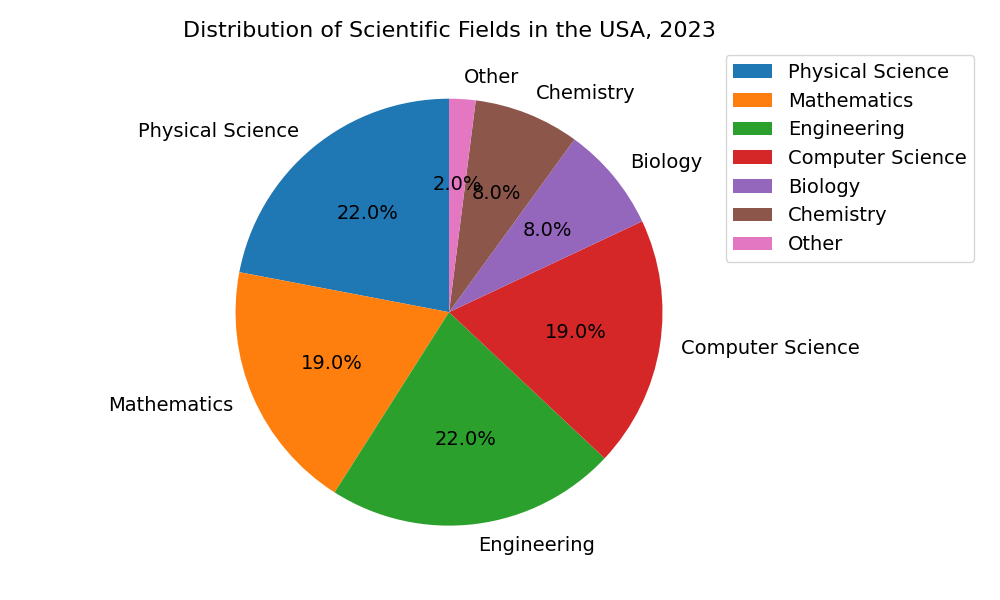 Distribution of Scientific Fields in the USA, 2023
Physical Science
Mathematics
Engineering
Computer Science
Biology
Chemistry
Other
22.0%
19.0%
22.0%
19.0%
8.0%
8.0%
2.0%
Physical Science
Mathematics
Engineering
Computer Science
Biology
Chemistry
Other